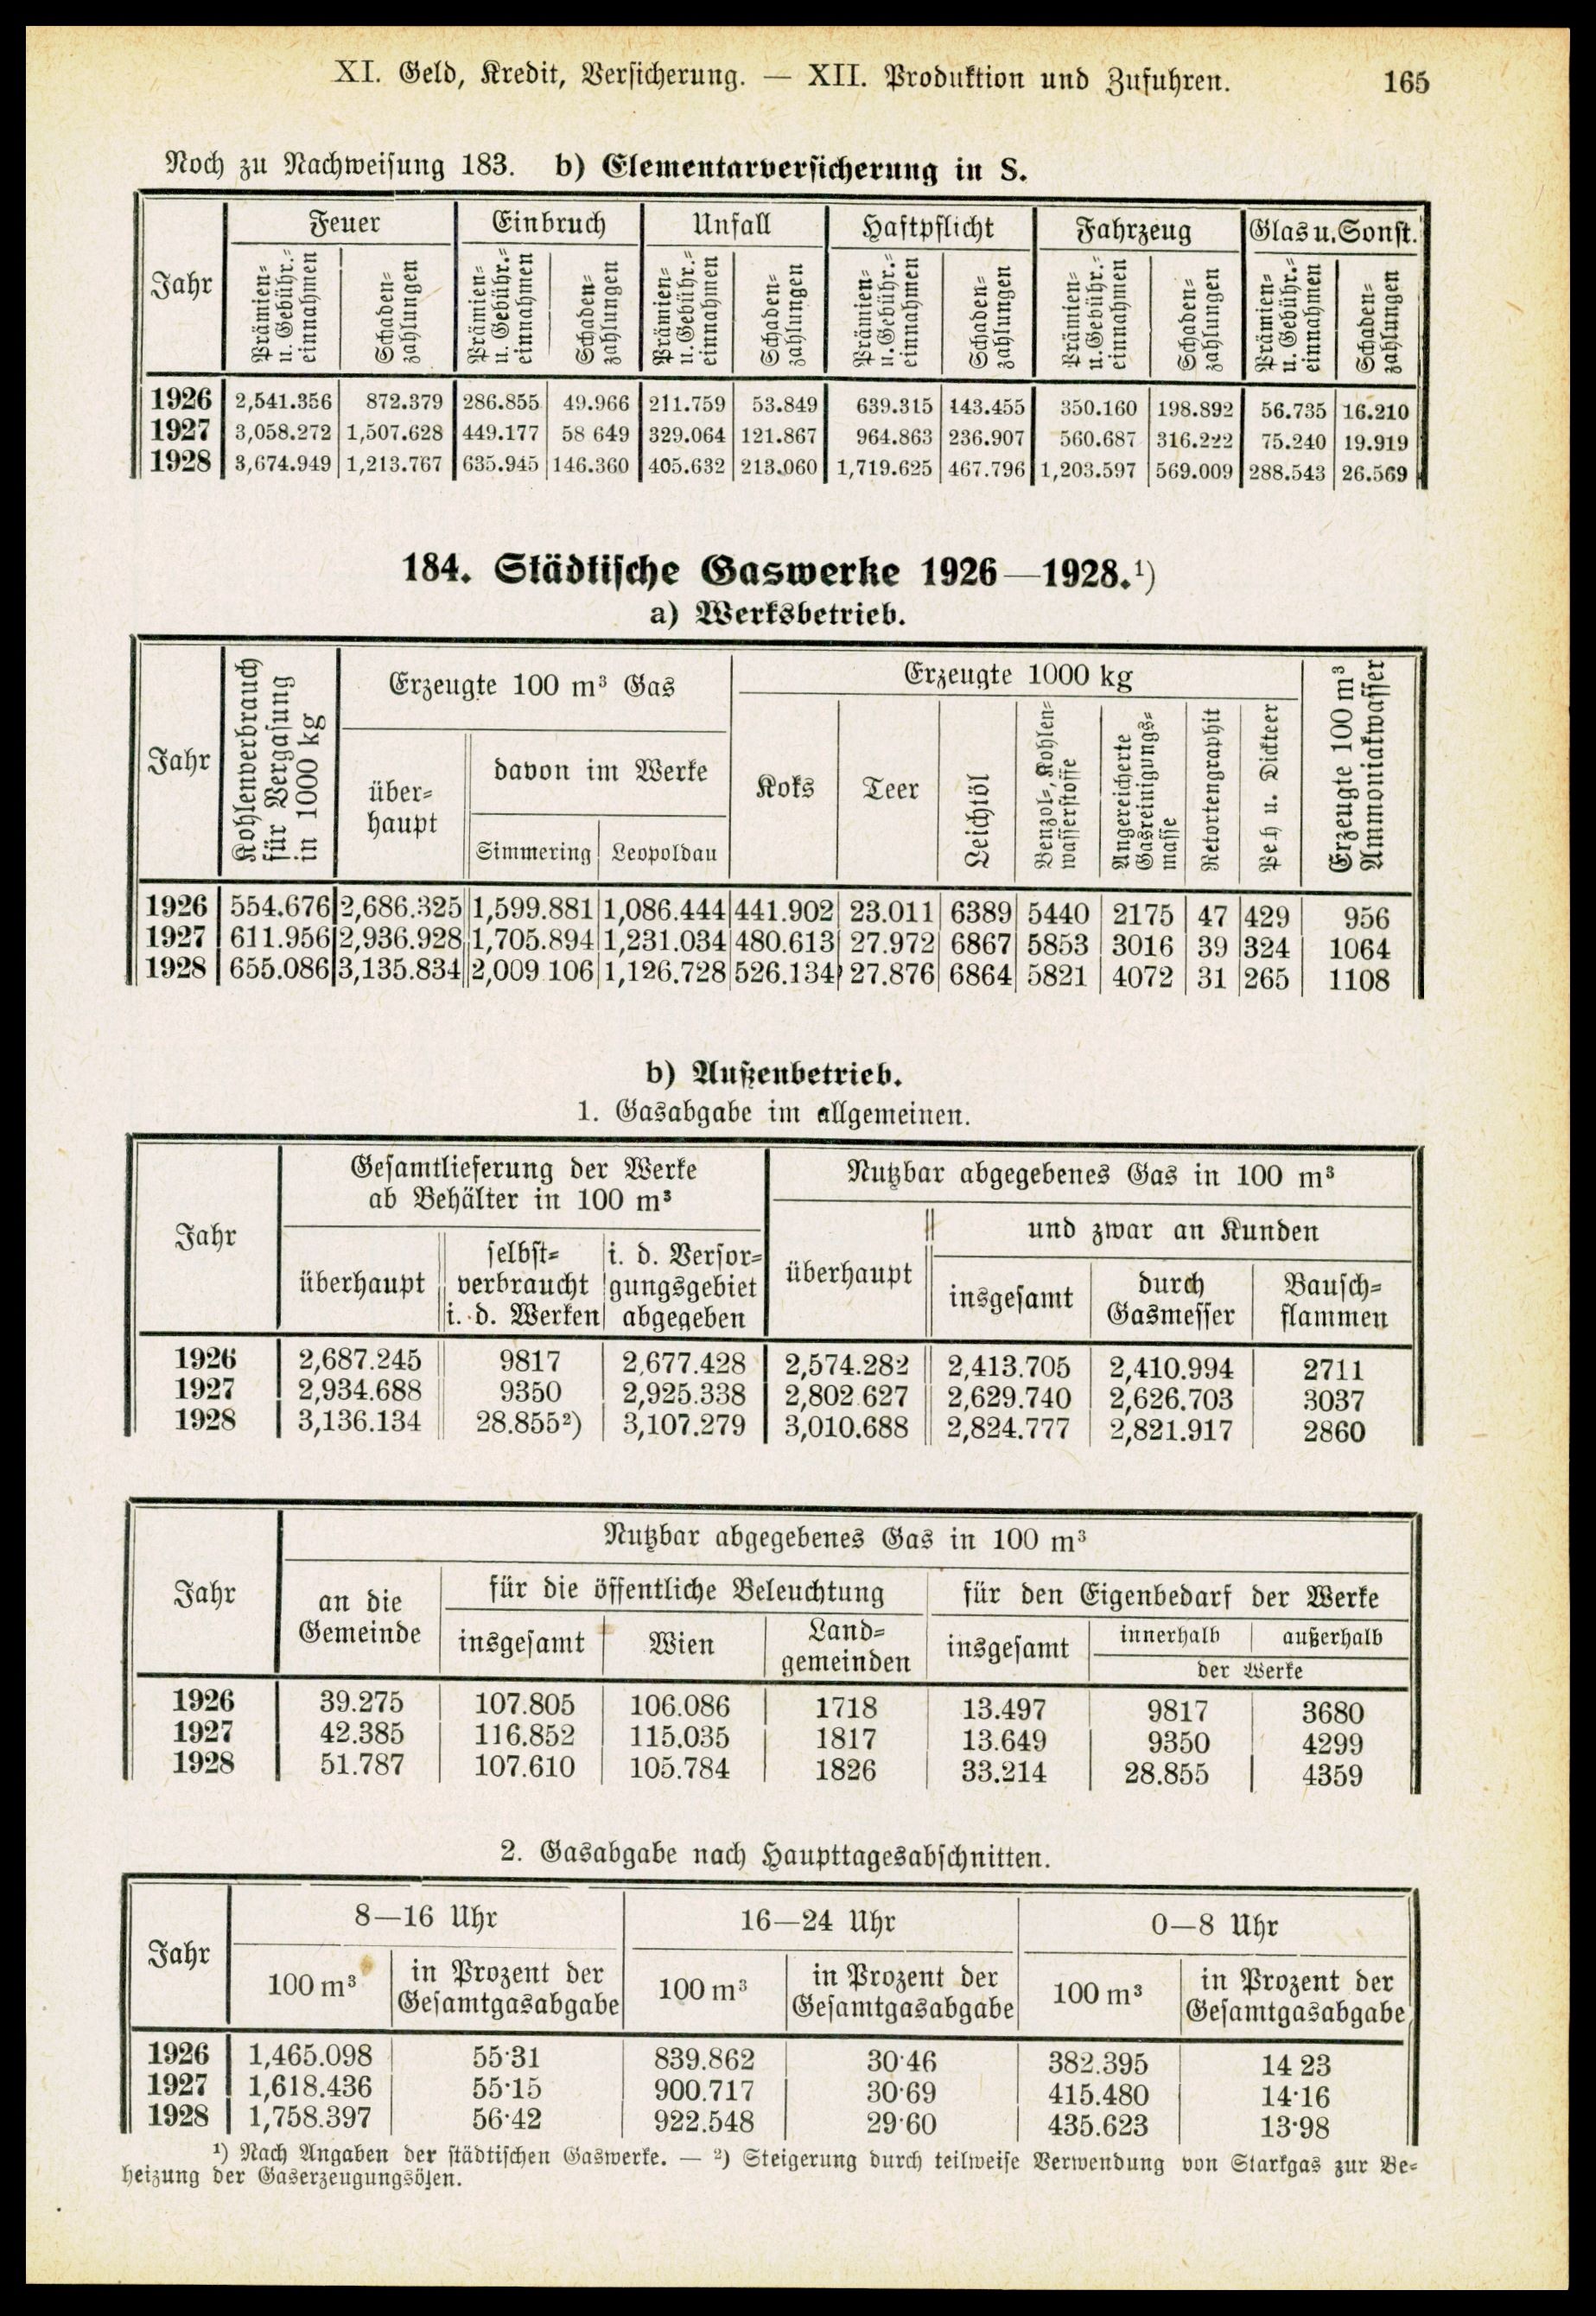 XI. Geld, Kredit, Versicherung. — XII. Produktion und Zufuhren. 165
Noch zu Nachweisung 183. b) Elementarversicherung in S.
Jahr Feuer Einbruch Unfall Haftpflicht Fahrzeug Glas u. Sonst.
Prämien- u. Gebühr.- einnahmen Schaden- zahlungen Prämien- u. Gebühr.- einnahmen Schaden- zahlungen Prämien- u. Gebühr.- einnahmen Schaden- zahlungen Prämien- u. Gebühr.- einnahmen Schaden- zahlungen Prämien- u. Gebühr.- einnahmen Schaden- zahlungen Prämien- u. Gebühr.- einnahmen Schaden- zahlungen
1926 2,541.356 872.379 286.855 49.966 211.759 53.849 639.315 143.455 350.160 198.892 56.735 16.210
1927 3,058.272 1,507.628 449.177 58 649 329.064 121.867 964.863 236.907 560.687 316.222 75.240 19.919
1928 3,674.949 1,213.767 635.945 146.360 405.632 213.060 1,719.625 467.796 1,203.597 569.009 288.543 26.569
184. Städtische Gaswerke 1926—1928.¹)
a) Werksbetrieb.
Jahr Kohlenverbrauch für Vergasung in 1000 kg Erzeugte 100 m³ Gas Erzeugte 1000 kg Erzeugte 100 m³ Ammoniakwasser
über-
haupt
davon im Werke
Simmering Leopoldau
Koks Teer Leichtöl Benzol-, Kohlen- wasserstoffe Angereicherte Gasreinigungs- masse Retortengraphit Pech u. Dickteer
1926 554.676 2,686.325 1,599.881 1,086.444 441.902 23.011 6389 5440 2175 47 429 956
1927 611.956 2,936.928 1,705.894 1,231.034 480.613 27.972 6867 5853 3016 39 324 1064
1928 655.086 3,135.834 2,009 106 1,126.728 526.134 27.876 6864 5821 4072 31 265 1108
b) Außenbetrieb.
1. Gasabgabe im allgemeinen.
Jahr
Gesamtlieferung der Werke
ab Behälter in 100 m³
Nutzbar abgegebenes Gas in 100 m³
überhaupt
selbst-
verbraucht
i. d. Werken
i. d. Versor-
gungsgebiet
abgegeben
überhaupt
und zwar an Kunden
insgesamt
durch
Gasmesser
Bausch-
flammen
1926 2,687.245 9817 2,677.428 2,574.282 2,413.705 2,410.994 2711
1927 2,934.688 9350 2,925.338 2,802 627 2,629.740 2,626.703 3037
1928 3,136.134 28.855²) 3,107.279 3,010.688 2,824.777 2,821.917 2860
Jahr
Nutzbar abgegebenes Gas in 100 m³
an die
Gemeinde
für die öffentliche Beleuchtung
insgesamt Wien
Land-
gemeinden
für den Eigenbedarf der Werke
insgesamt
innerhalb außerhalb
der Werke
1926 39.275 107.805 106.086 1718 13.497 9817 3680
1927 42.385 116.852 115.035 1817 13.649 9350 4299
1928 51.787 107.610 105.784 1826 33.214 28.855 4359
2. Gasabgabe nach Haupttagesabschnitten.
Jahr 8—16 Uhr 16—24 Uhr 0—8 Uhr
100 m³
in Prozent der
Gesamtgasabgabe
100 m³
in Prozent der
Gesamtgasabgabe
100 m³
in Prozent der
Gesamtgasabgabe
1926 1,465.098 55·31 839.862 30·46 382.395 14 23
1927 1,618.436 55·15 900.717 30·69 415.480 14·16
1928 1,758.397 56·42 922.548 29·60 435.623 13·98
¹) Nach Angaben der städtischen Gaswerke. — ²) Steigerung durch teilweise Verwendung von Starkgas zur Be-
heizung der Gaserzeugungsöfen.